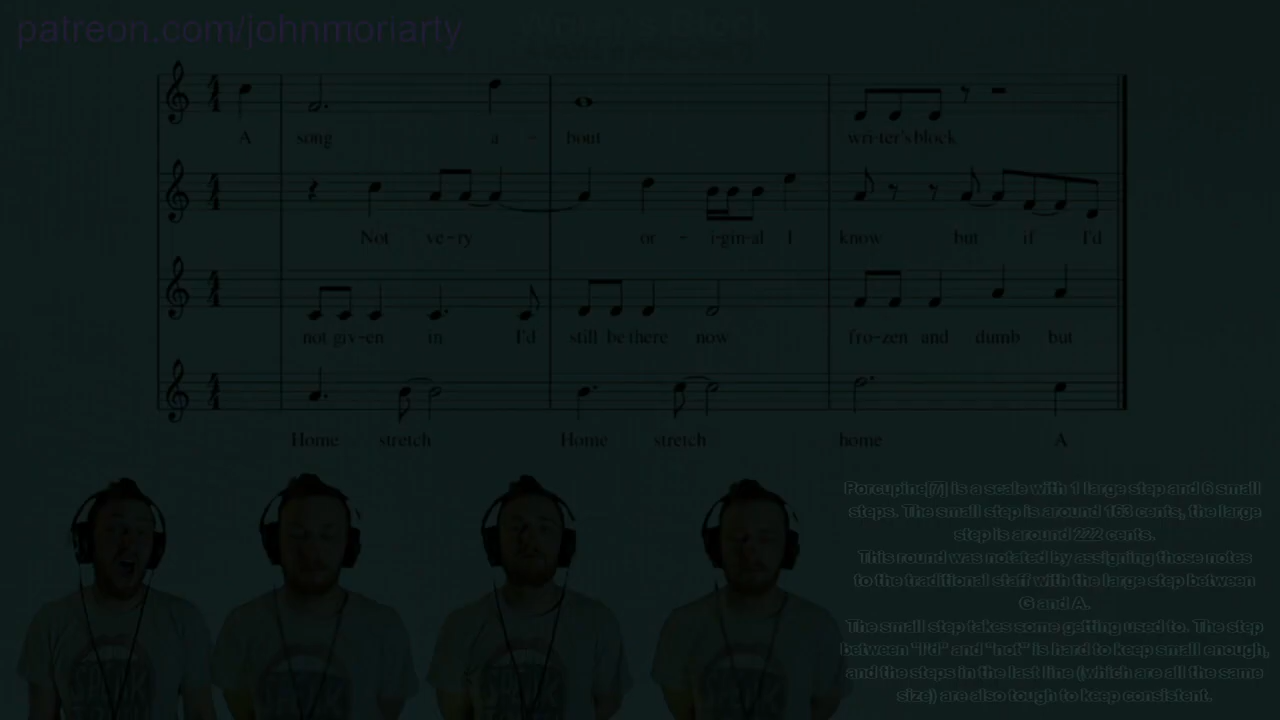 patreon.com/johnmoriarty
Writer's Block
A song a - bout wri-ter's block
Not ve-ry or - i-gin-al I know but if I'd
not giv-en in I'd still be there now fro-zen and dumb but
Home stretch Home stretch home A
Porcupine[7] is a scale with 1 large step and 6 small
steps. The small step is around 163 cents, the large
step is around 222 cents.
This round was notated by assigning those notes
to the traditional staff with the large step between
G and A.
The small step takes some getting used to. The step
between "I'd" and "not" is hard to keep small enough,
and the steps in the last line (which are all the same
size) are also tough to keep consistent.